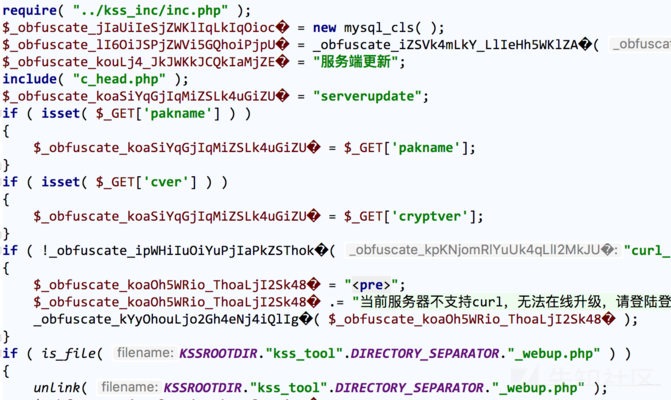 require( "../kss_inc/inc.php" );
$_obfuscate_jIaUiIeSjZWKlIqLkIqOioc� = new mysql_cls( );
$_obfuscate_lI6OiJSPjZWVi5GQhoiPjpU� = _obfuscate_iZSVk4mLkY_LlIeHh5WKlZA�( _obfusca
$_obfuscate_kouLj4_JkJWKkJCQkIaMjZE� = "服务端更新";
include( "c_head.php" );
$_obfuscate_koaSiYqGjIqMiZSLk4uGiZU� = "serverupdate";
if ( isset( $_GET['pakname'] ) )
{
$_obfuscate_koaSiYqGjIqMiZSLk4uGiZU� = $_GET['pakname'];
}
if ( isset( $_GET['cver'] ) )
{
$_obfuscate_koaSiYqGjIqMiZSLk4uGiZU� = $_GET['cryptver'];
}
if ( !_obfuscate_ipWHiIuOiYuPjIaPkZSThok�( _obfuscate_kpKNjomRlYuUk4qLlI2MkJU�: "curl_
{
$_obfuscate_koaOh5WRio_ThoaLjI2Sk48� = "<pre>";
$_obfuscate_koaOh5WRio_ThoaLjI2Sk48� .= "当前服务器不支持curl，无法在线升级，请登陆登
_obfuscate_kYyOhouLjo2Gh4eNj4iQlIg�( $_obfuscate_koaOh5WRio_ThoaLjI2Sk48� );
}
if ( is_file( filename: KSSROOTDIR."kss_tool".DIRECTORY_SEPARATOR."_webup.php" ) )
{
unlink( filename: KSSROOTDIR."kss_tool".DIRECTORY_SEPARATOR."_webup.php" );